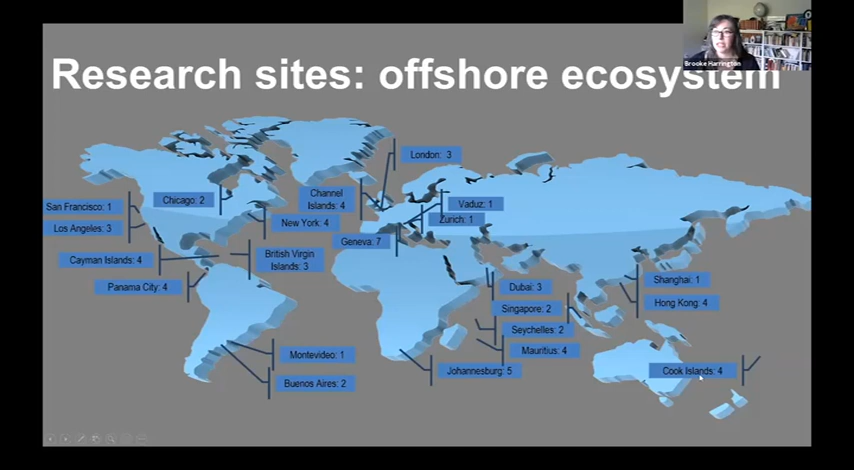 Brooke Harrington
Research sites: offshore ecosystem
London: 3
Channel
Islands: 4
Chicago: 2
San Francisco: 1
Los Angeles: 3
New York: 4
Vaduz: 1
Zurich: 1
Geneva: 7
Cayman Islands: 4
British Virgin
Islands: 3
Panama City: 4
Dubai: 3
Singapore: 2
Seychelles: 2
Mauritius: 4
Shanghai: 1
Hong Kong: 4
Montevideo: 1
Buenos Aires: 2
Johannesburg: 5
Cook Islands: 4